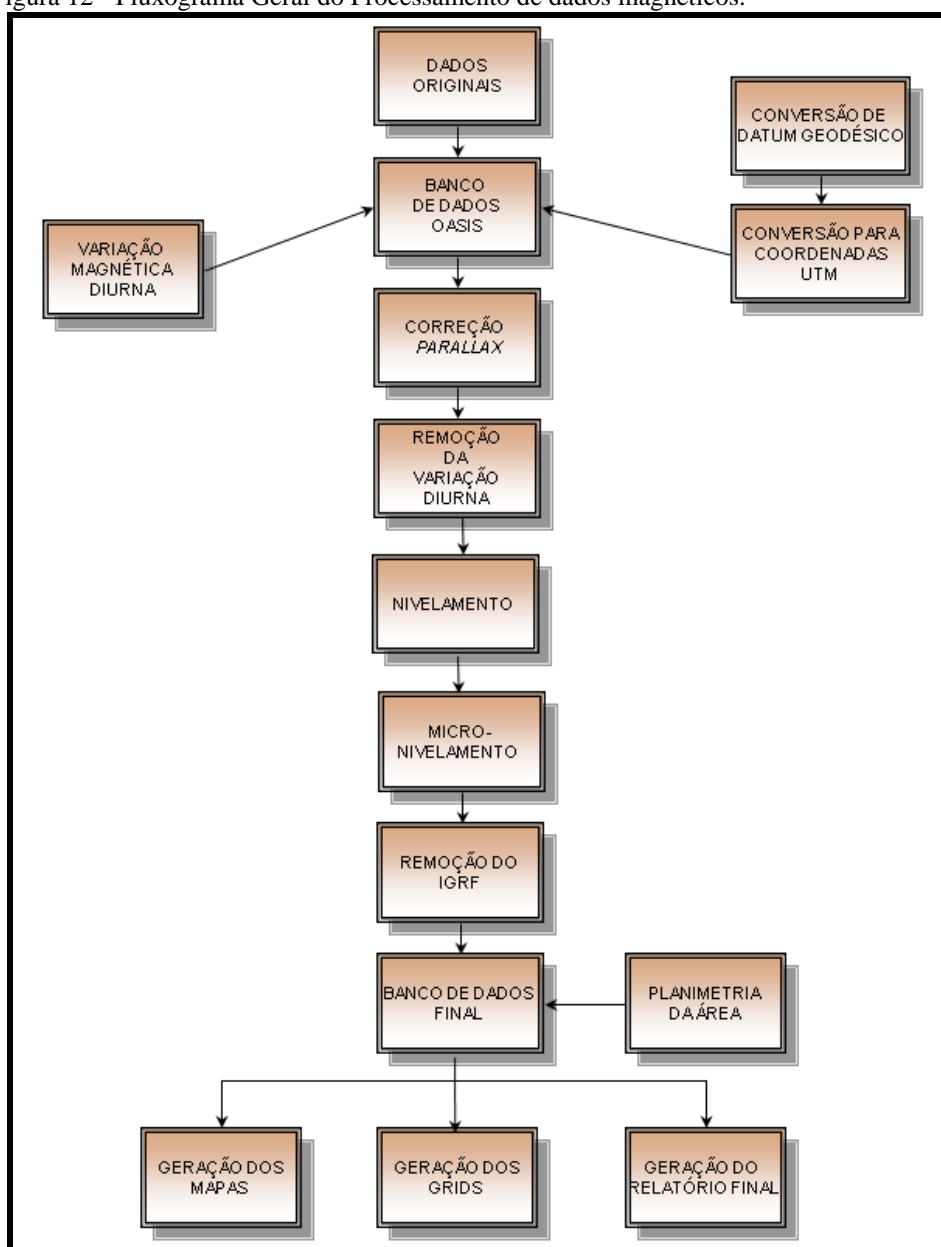 igura 12 - Fluxograma Geral do Processamento de dados magnéticos.
DADOS
ORIGINAIS
CONVERSÃO DE
DATUM GEODÉSICO
BANCO
DE DADOS
OASIS
VARIAÇÃO
MAGNÉTICA
DIURNA
CONVERSÃO PARA
COORDENADAS
UTM
CORREÇÃO
PARALLAX
REMOÇÃO
DA
VARIAÇÃO
DIURNA
NIVELAMENTO
MICRO-
NIVELAMENTO
REMOÇÃO DO
IGRF
BANCO DE DADOS
FINAL
PLANIMETRIA
DA ÁREA
GERAÇÃO DOS
MAPAS
GERAÇÃO DOS
GRIDS
GERAÇÃO DO
RELATÓRIO FINAL